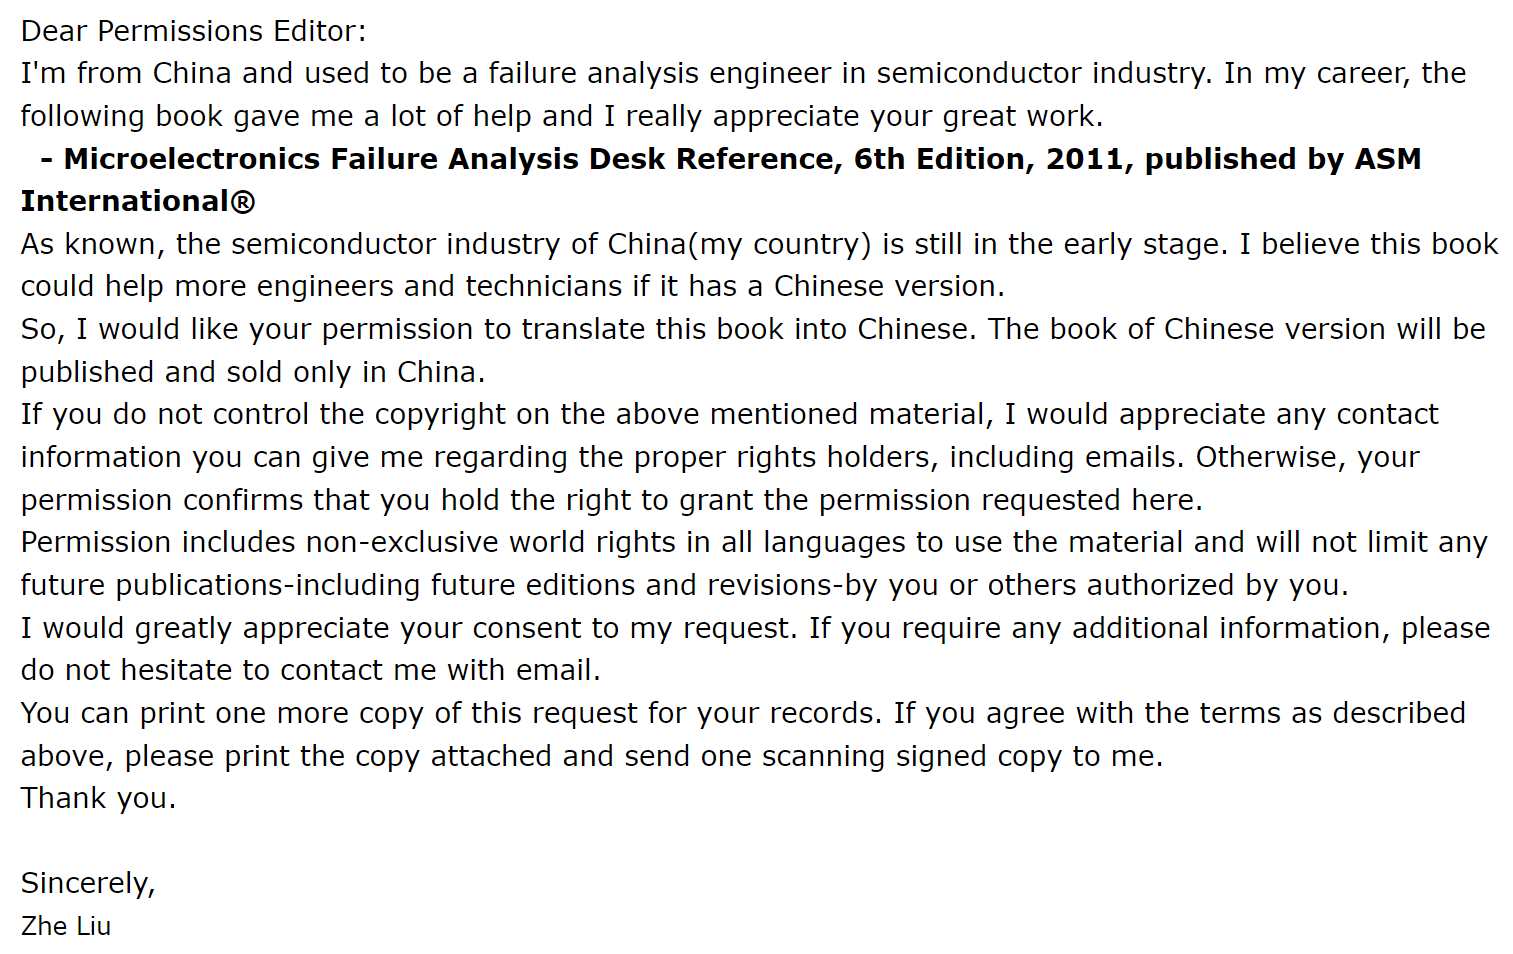 Dear Permissions Editor:
I'm from China and used to be a failure analysis engineer in semiconductor industry. In my career, the
following book gave me a lot of help and I really appreciate your great work.
- Microelectronics Failure Analysis Desk Reference, 6th Edition, 2011, published by ASM
International®
As known, the semiconductor industry of China(my country) is still in the early stage. I believe this book
could help more engineers and technicians if it has a Chinese version.
So, I would like your permission to translate this book into Chinese. The book of Chinese version will be
published and sold only in China.
If you do not control the copyright on the above mentioned material, I would appreciate any contact
information you can give me regarding the proper rights holders, including emails. Otherwise, your
permission confirms that you hold the right to grant the permission requested here.
Permission includes non-exclusive world rights in all languages to use the material and will not limit any
future publications-including future editions and revisions-by you or others authorized by you.
I would greatly appreciate your consent to my request. If you require any additional information, please
do not hesitate to contact me with email.
You can print one more copy of this request for your records. If you agree with the terms as described
above, please print the copy attached and send one scanning signed copy to me.
Thank you.
Sincerely,
Zhe Liu